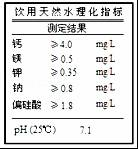 饮用天然水理化指标
测定结果
钙 ≥4.0 mg/L
镁 ≥0.5 mg/L
钾 ≥0.35 mg/L
钠 ≥0.8 mg/L
偏硅酸 ≥1.8 mg/L
pH (25℃) 7.1